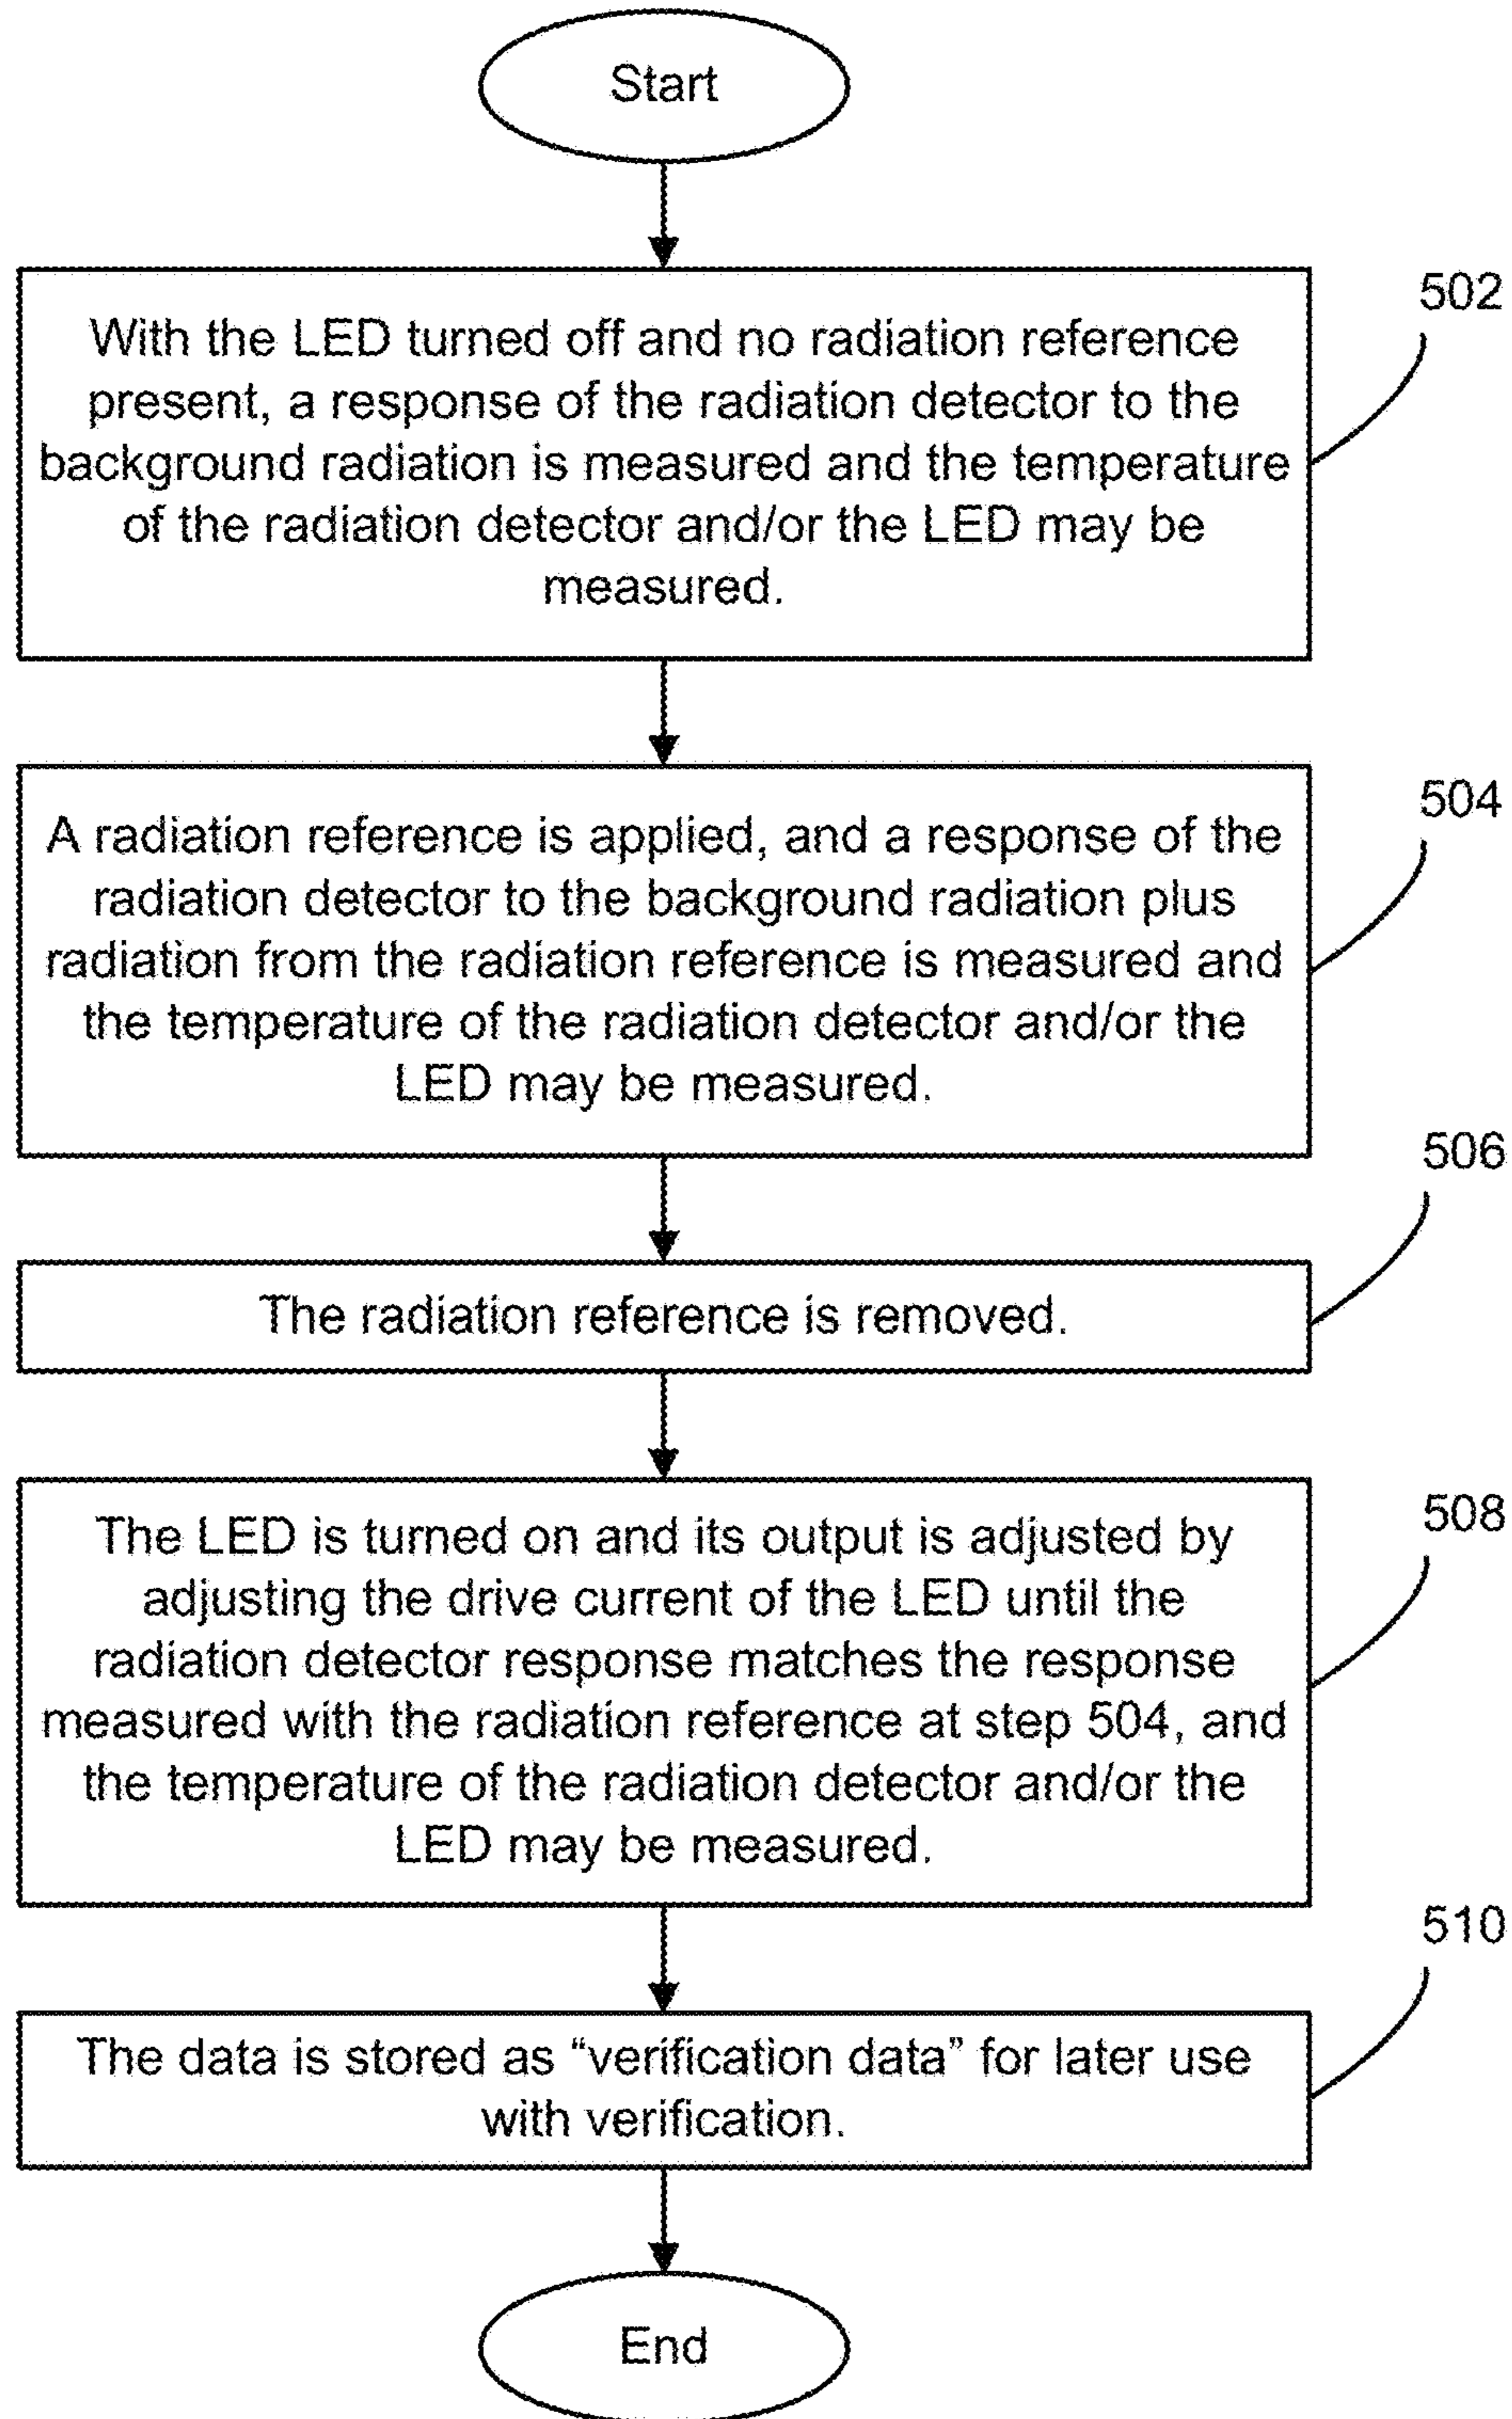 Start
502
With the LED turned off and no radiation reference
present, a response of the radiation detector to the
background radiation is measured and the temperature
of the radiation detector and/or the LED may be
measured.
504
A radiation reference is applied, and a response of the
radiation detector to the background radiation plus
radiation from the radiation reference is measured and
the temperature of the radiation detector and/or the
LED may be measured.
506
The radiation reference is removed.
508
The LED is turned on and its output is adjusted by
adjusting the drive current of the LED until the
radiation detector response matches the response
measured with the radiation reference at step 504, and
the temperature of the radiation detector and/or the
LED may be measured.
510
The data is stored as “verification data” for later use
with verification.
End